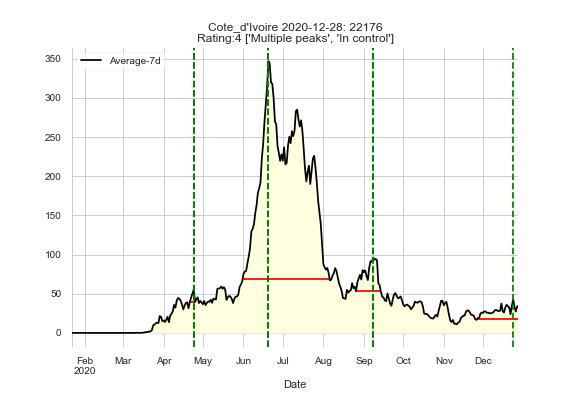 Cote_d'Ivoire 2020-12-28: 22176
Rating:4 ['Multiple peaks', 'In control']
Average-7d
350
300
250
200
150
100
50
0
Feb Mar Apr May Jun Jul Aug Sep Oct Nov Dec
2020
Date